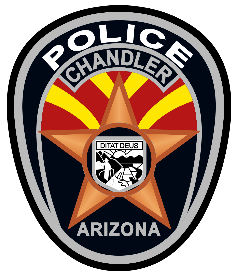 POLICE
CHANDLER
DITAT DEUS
ARIZONA